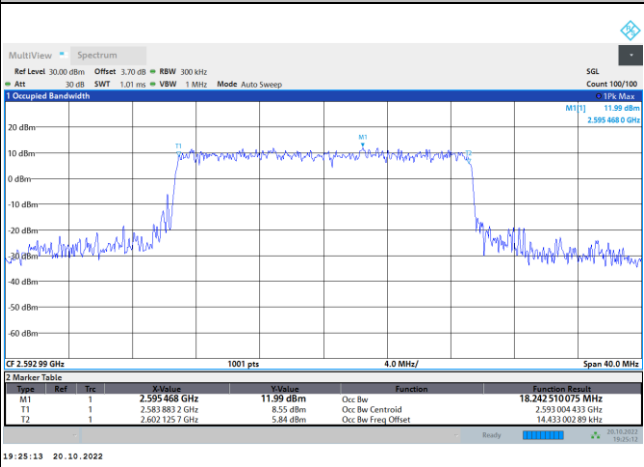 MultiView Spectrum
Ref Level 30.00 dBm Offset 3.70 dB RBW 300 kHz SGL
Att 30 dB SWT 1.01 ms VBW 1 MHz Mode Auto Sweep Count 100/100
1 Occupied Bandwidth 1Pk Max
M1[1] 11.99 dBm
2.595 468 0 GHz
20 dBm
M1
T1
T2
10 dBm
0 dBm
-10 dBm
-20 dBm
-30 dBm
-40 dBm
-50 dBm
-60 dBm
CF 2.592 99 GHz 1001 pts 4.0 MHz/ Span 40.0 MHz
2 Marker Table
Type Ref Trc X-Value Y-Value Function Function Result
M1 1 2.595 468 GHz 11.99 dBm Occ Bw 18.242 510 075 MHz
T1 1 2.583 883 2 GHz 8.55 dBm Occ Bw Centroid 2.593 004 433 GHz
T2 1 2.602 125 7 GHz 5.84 dBm Occ Bw Freq Offset 14.433 002 89 kHz
Ready 20.10.2022
19:25:12
19:25:13 20.10.2022